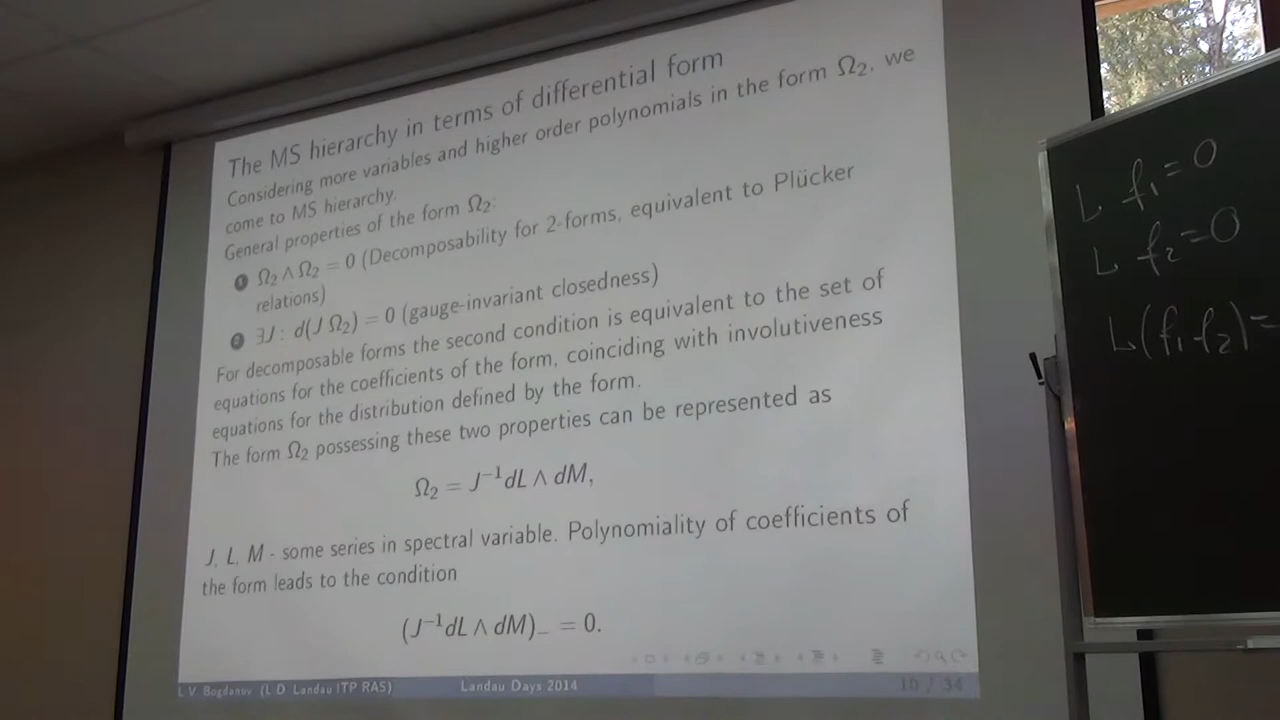 The MS hierarchy in terms of differential form
Considering more variables and higher order polynomials in the form Ω₂, we
come to MS hierarchy.
General properties of the form Ω₂:
1 Ω₂ ∧ Ω₂ = 0 (Decomposability for 2-forms, equivalent to Plücker
relations)
2 ∃J : d(J Ω₂) = 0 (gauge-invariant closedness)
For decomposable forms the second condition is equivalent to the set of
equations for the coefficients of the form, coinciding with involutiveness
equations for the distribution defined by the form.
The form Ω₂ possessing these two properties can be represented as
Ω₂ = J⁻¹dL ∧ dM,
J, L, M - some series in spectral variable. Polynomiality of coefficients of
the form leads to the condition
(J⁻¹dL ∧ dM)₋ = 0.
L.V. Bogdanov (L.D. Landau ITP RAS) Landau Days 2014 10 / 34
L f₁=0
L f₂=0
L(f₁,f₂)=